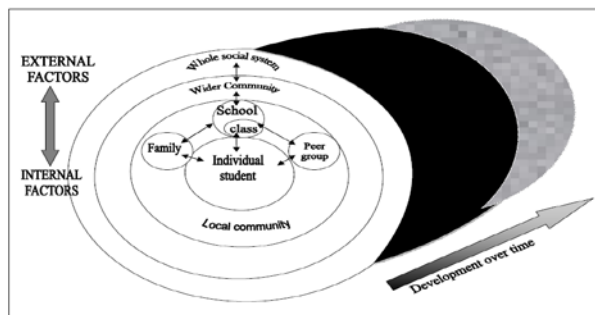 EXTERNAL
FACTORS
INTERNAL
FACTORS
Whole social system
Wider Community
School
class
Family
Peer
group
Individual
student
Local community
Development over time